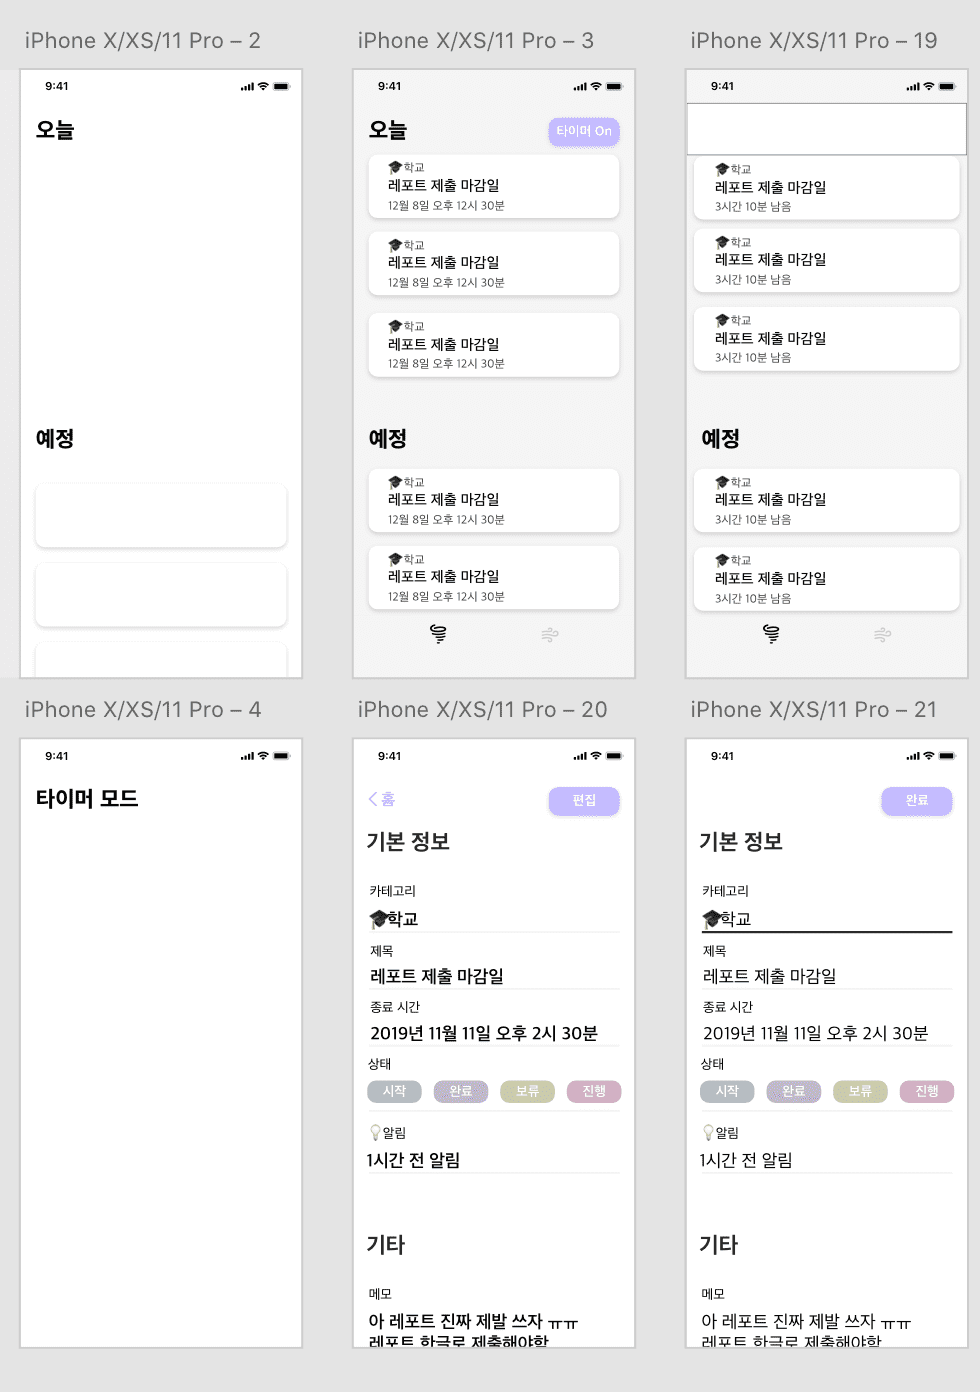 iPhone X/XS/11 Pro – 2
9:41
오늘
예정
iPhone X/XS/11 Pro – 3
9:41
오늘
타이머 On
학교
레포트 제출 마감일
12월 8일 오후 12시 30분
학교
레포트 제출 마감일
12월 8일 오후 12시 30분
학교
레포트 제출 마감일
12월 8일 오후 12시 30분
예정
학교
레포트 제출 마감일
12월 8일 오후 12시 30분
학교
레포트 제출 마감일
12월 8일 오후 12시 30분
iPhone X/XS/11 Pro – 19
9:41
학교
레포트 제출 마감일
3시간 10분 남음
학교
레포트 제출 마감일
3시간 10분 남음
학교
레포트 제출 마감일
3시간 10분 남음
예정
학교
레포트 제출 마감일
3시간 10분 남음
학교
레포트 제출 마감일
3시간 10분 남음
iPhone X/XS/11 Pro – 4
9:41
타이머 모드
iPhone X/XS/11 Pro – 20
9:41
홈
편집
기본 정보
카테고리
학교
제목
레포트 제출 마감일
종료 시간
2019년 11월 11일 오후 2시 30분
상태
시작 완료 보류 진행
알림
1시간 전 알림
기타
메모
아 레포트 진짜 제발 쓰자 ㅠㅠ
레포트 한글로 제출해야함
iPhone X/XS/11 Pro – 21
9:41
완료
기본 정보
카테고리
학교
제목
레포트 제출 마감일
종료 시간
2019년 11월 11일 오후 2시 30분
상태
시작 완료 보류 진행
알림
1시간 전 알림
기타
메모
아 레포트 진짜 제발 쓰자 ㅠㅠ
레포트 한글로 제출해야함